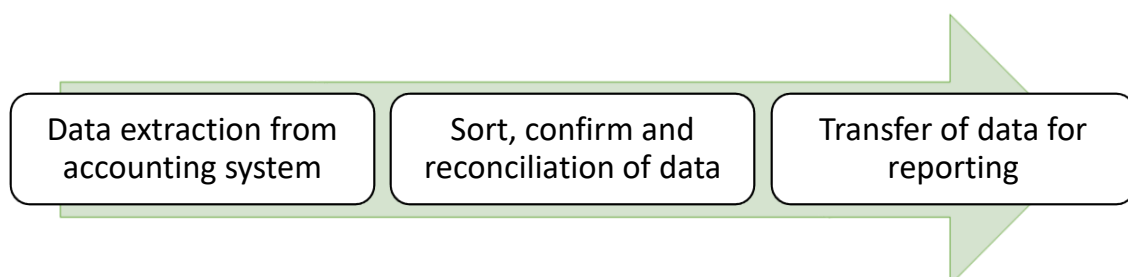 Data extraction from
accounting system
Sort, confirm and
reconciliation of data
Transfer of data for
reporting